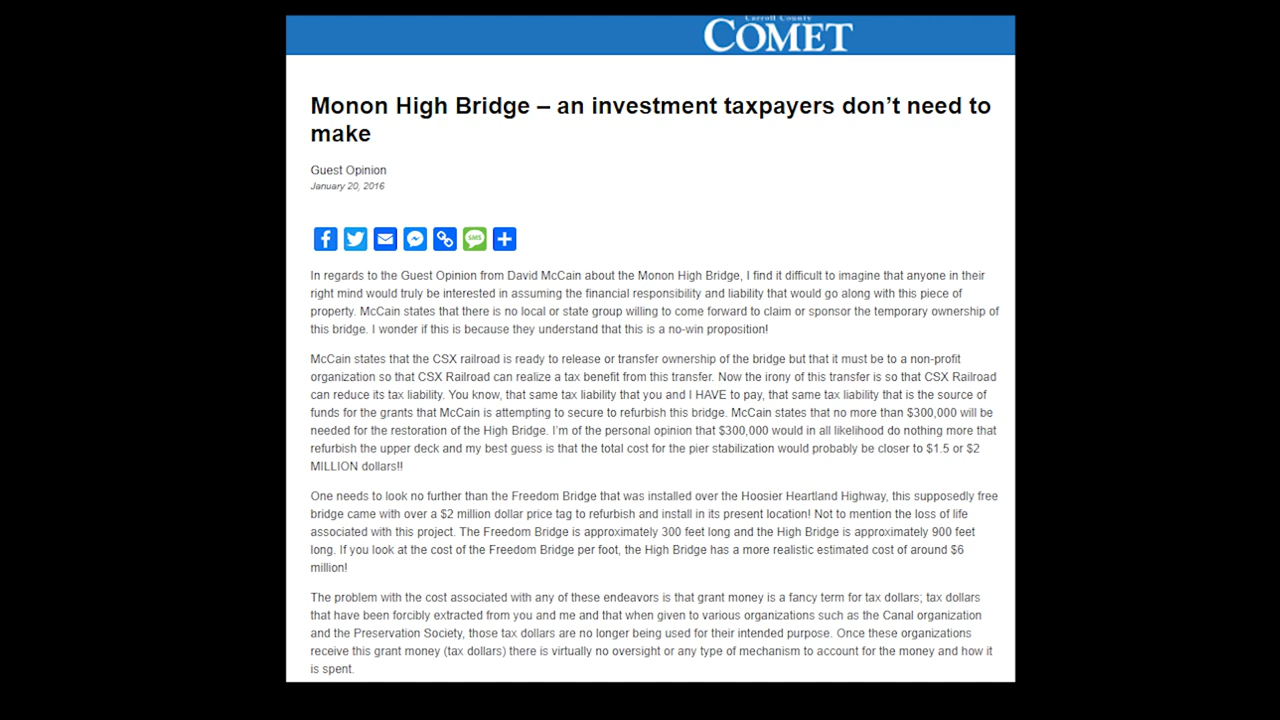 Carroll County
COMET
Monon High Bridge – an investment taxpayers don’t need to
make
Guest Opinion
January 20, 2016
SMS
In regards to the Guest Opinion from David McCain about the Monon High Bridge, I find it difficult to imagine that anyone in their
right mind would truly be interested in assuming the financial responsibility and liability that would go along with this piece of
property. McCain states that there is no local or state group willing to come forward to claim or sponsor the temporary ownership of
this bridge. I wonder if this is because they understand that this is a no-win proposition!
McCain states that the CSX railroad is ready to release or transfer ownership of the bridge but that it must be to a non-profit
organization so that CSX Railroad can realize a tax benefit from this transfer. Now the irony of this transfer is so that CSX Railroad
can reduce its tax liability. You know, that same tax liability that you and I HAVE to pay, that same tax liability that is the source of
funds for the grants that McCain is attempting to secure to refurbish this bridge. McCain states that no more than $300,000 will be
needed for the restoration of the High Bridge. I’m of the personal opinion that $300,000 would in all likelihood do nothing more that
refurbish the upper deck and my best guess is that the total cost for the pier stabilization would probably be closer to $1.5 or $2
MILLION dollars!!
One needs to look no further than the Freedom Bridge that was installed over the Hoosier Heartland Highway, this supposedly free
bridge came with over a $2 million dollar price tag to refurbish and install in its present location! Not to mention the loss of life
associated with this project. The Freedom Bridge is approximately 300 feet long and the High Bridge is approximately 900 feet
long. If you look at the cost of the Freedom Bridge per foot, the High Bridge has a more realistic estimated cost of around $6
million!
The problem with the cost associated with any of these endeavors is that grant money is a fancy term for tax dollars; tax dollars
that have been forcibly extracted from you and me and that when given to various organizations such as the Canal organization
and the Preservation Society, those tax dollars are no longer being used for their intended purpose. Once these organizations
receive this grant money (tax dollars) there is virtually no oversight or any type of mechanism to account for the money and how it
is spent.